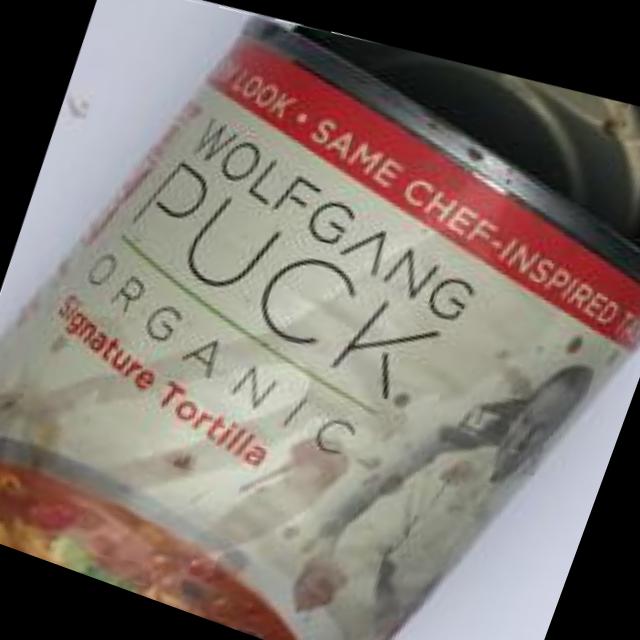 LOOK • SAME CHEF-INSPIRED
WOLFGANG
PUCK.
ORGANIC
Signature Tortilla